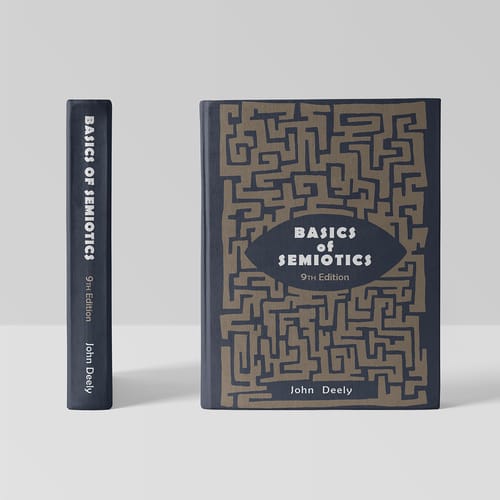 BASICS OF SEMIOTICS 9TH Edition John Deely
BASICS
of
SEMIOTICS
9TH Edition
John Deely